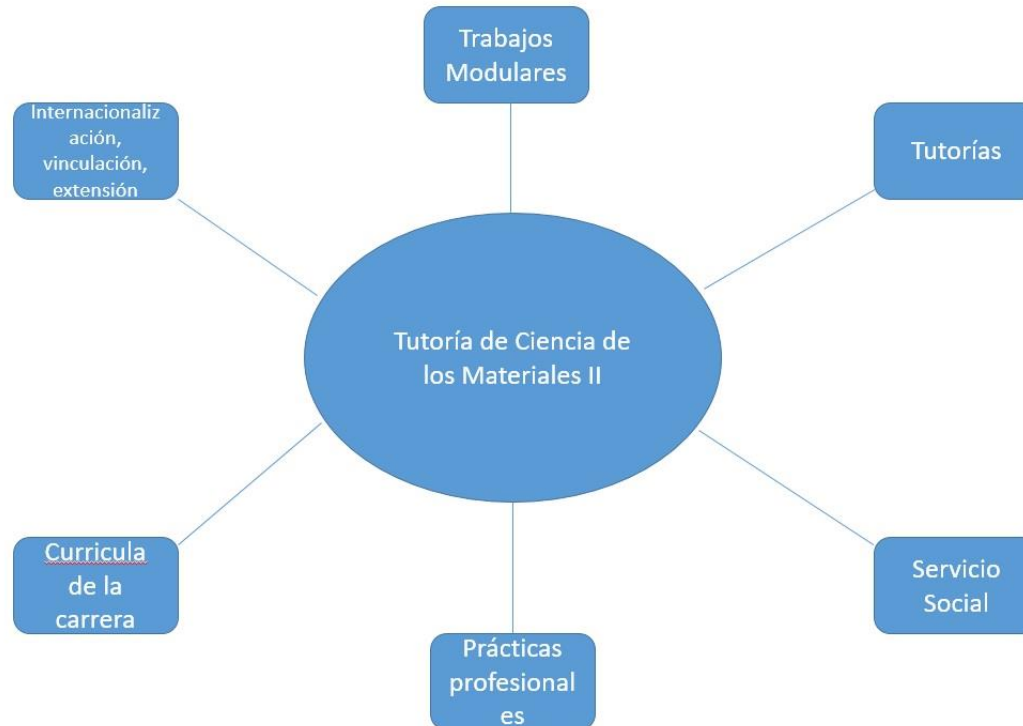 Trabajos
Modulares
Internacionaliz
ación,
vinculación,
extensión
Tutorías
Tutoría de Ciencia de
los Materiales II
Curricula
de la
carrera
Servicio
Social
Prácticas
profesional
es